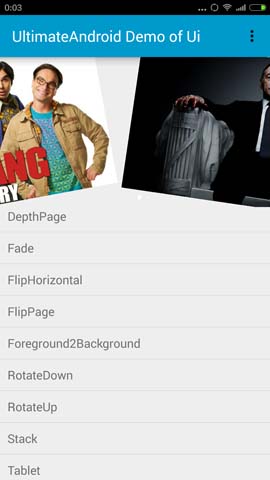 0:03
UltimateAndroid Demo of Ui
ANG
RY
DepthPage
Fade
FlipHorizontal
FlipPage
Foreground2Background
RotateDown
RotateUp
Stack
Tablet